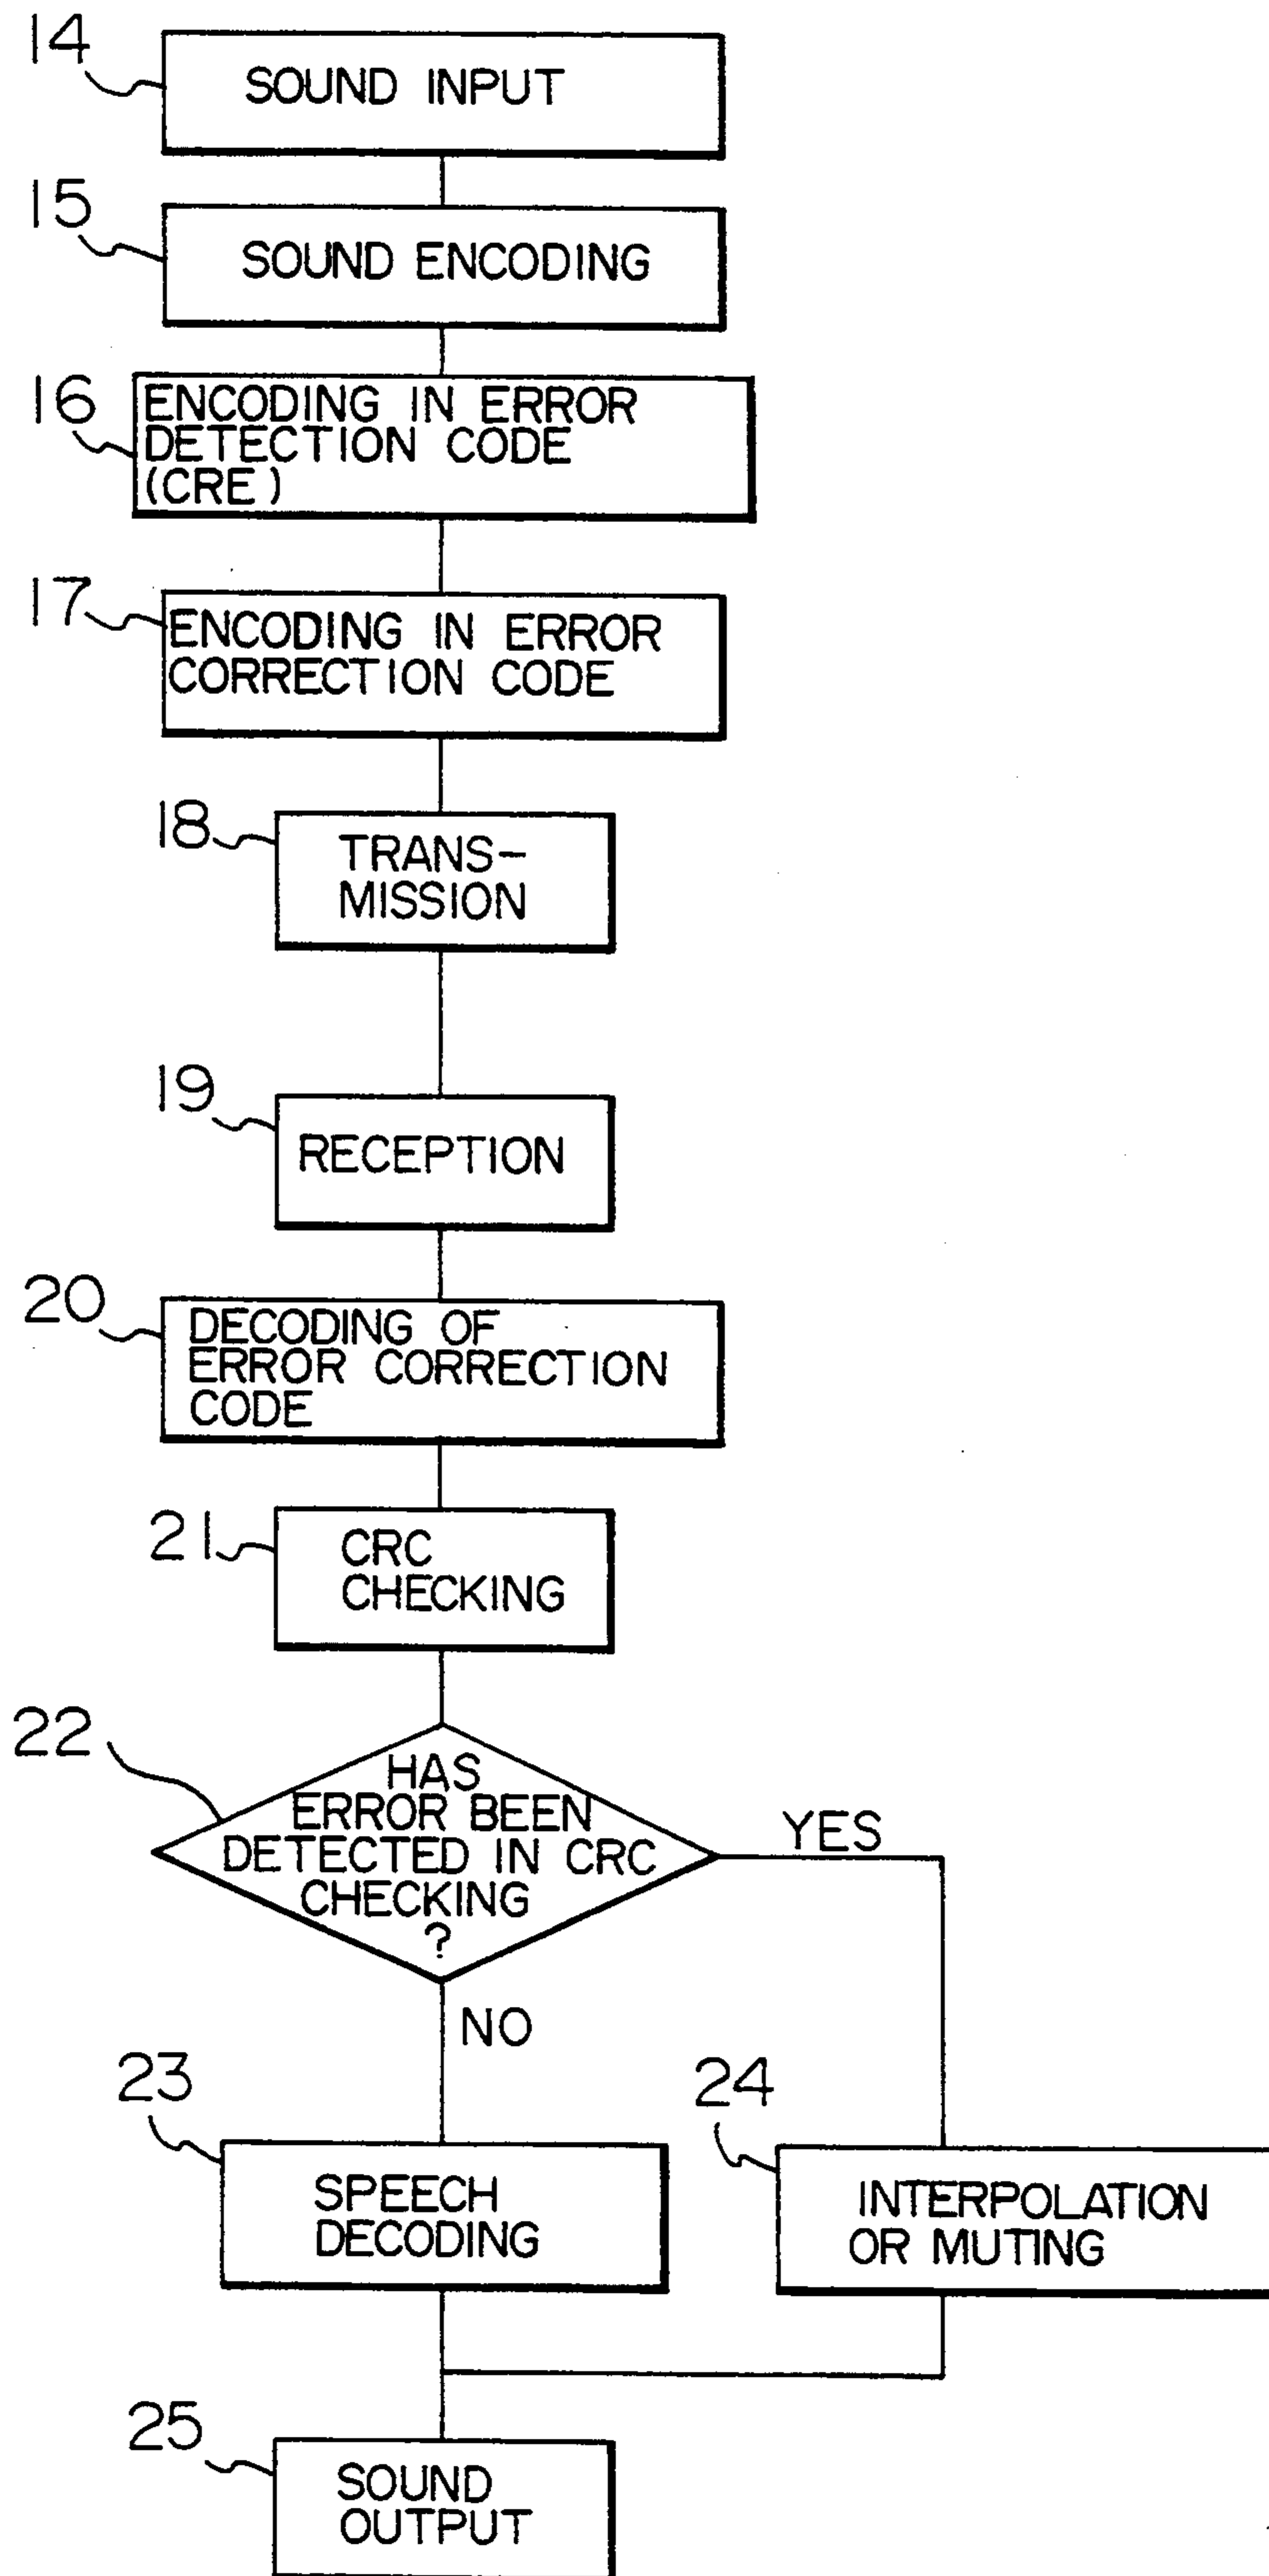 14
SOUND INPUT
15
SOUND ENCODING
16
ENCODING IN ERROR
DETECTION CODE
(CRE)
17
ENCODING IN ERROR
CORRECTION CODE
18
TRANS-
MISSION
19
RECEPTION
20
DECODING OF
ERROR CORRECTION
CODE
21
CRC
CHECKING
22
HAS
ERROR BEEN
DETECTED IN CRC
CHECKING
?
YES
NO
23
SPEECH
DECODING
24
INTERPOLATION
OR MUTING
25
SOUND
OUTPUT